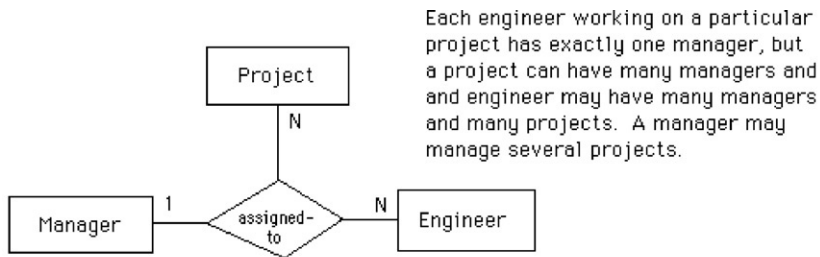 Each engineer working on a particular
project has exactly one manager, but
a project can have many managers and
and engineer may have many managers
and many projects. A manager may
manage several projects.
Project
N
Manager
1
assigned-
to
N
Engineer